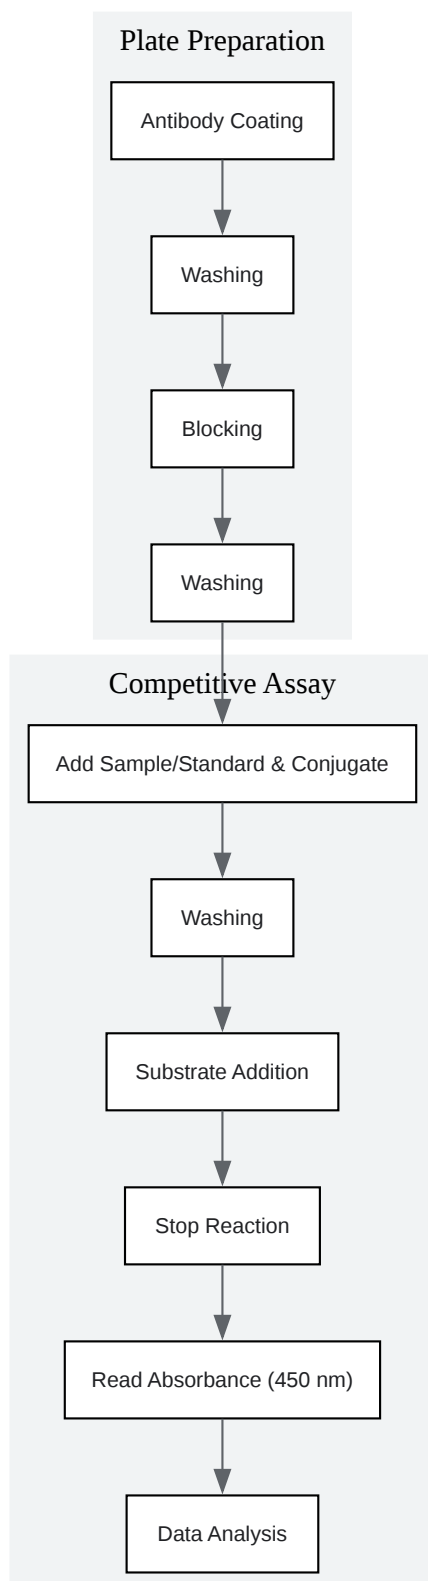 Plate Preparation
Antibody Coating
Washing
Blocking
Washing
Competitive Assay
Add Sample/Standard & Conjugate
Washing
Substrate Addition
Stop Reaction
Read Absorbance (450 nm)
Data Analysis